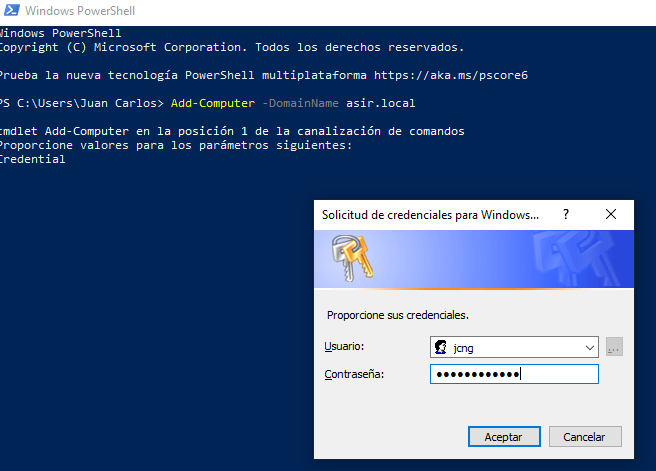 Windows PowerShell
Windows PowerShell
Copyright (C) Microsoft Corporation. Todos los derechos reservados.
Prueba la nueva tecnología PowerShell multiplataforma https://aka.ms/pscore6
PS C:\Users\Juan Carlos> Add-Computer -DomainName asir.local
cmdlet Add-Computer en la posición 1 de la canalización de comandos
Proporcione valores para los parámetros siguientes:
Credential
Solicitud de credenciales para Windows... ?
Proporcione sus credenciales.
Usuario: jcng ...
Contraseña: ●●●●●●●●●●●●
Aceptar Cancelar